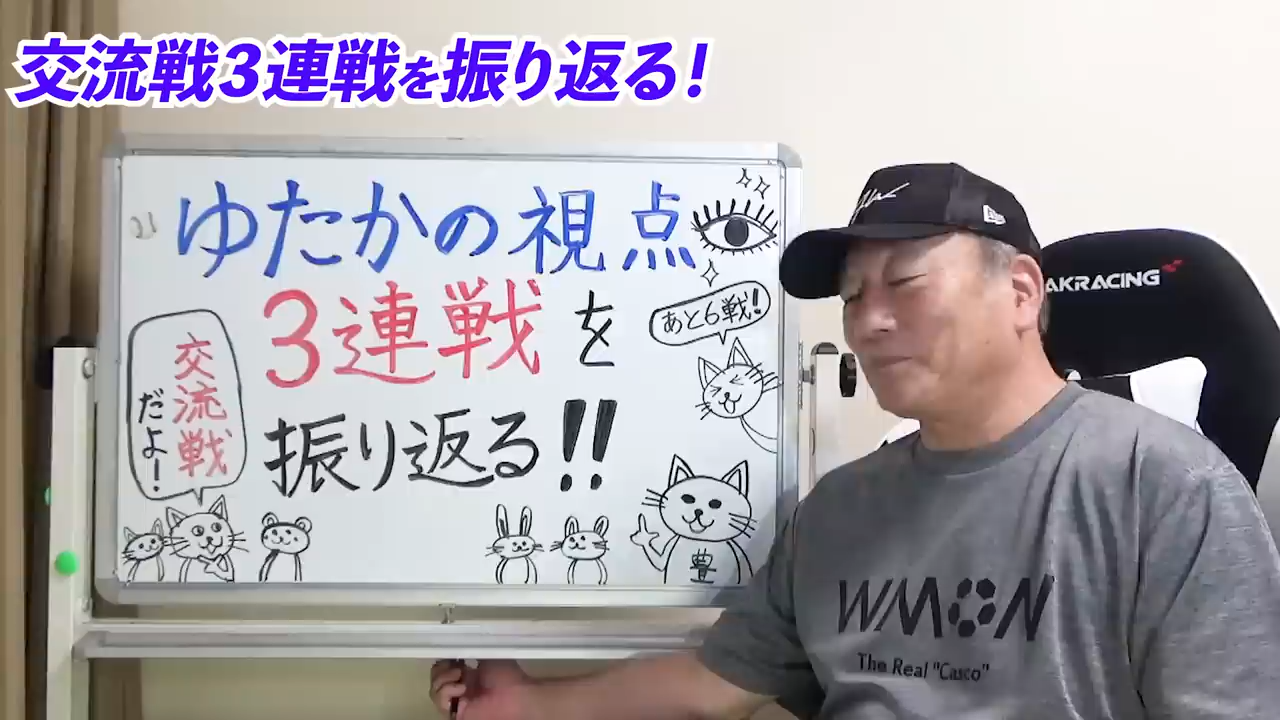 交流戦3連戦を振り返る!
ゆたかの視点
3連戦を
振り返る!!
あと6戦!
交流戦
だよー!
豊
AKRACING
WMON
The Real "Casco"